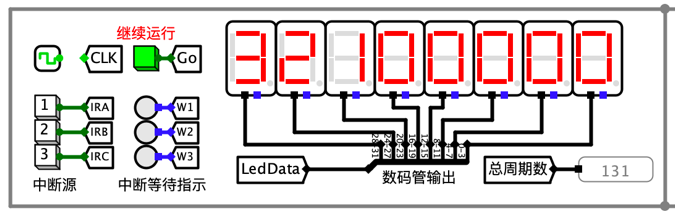 继续运行
CLK
Go
32100000
1
IRA
2
IRB
3
IRC
中断源
W1
W2
W3
中断等待指示
28-31
24-27
20-23
16-19
12-15
8-11
4-7
0-3
LedData
数码管输出
总周期数
131